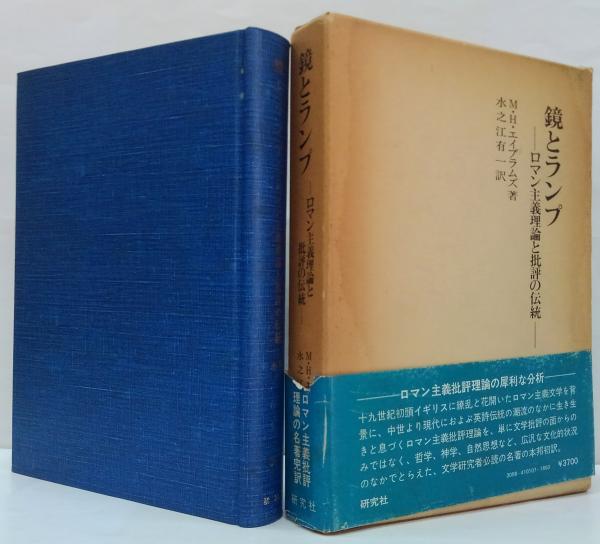 鏡とランプ
――ロマン主義理論と批評の伝統――
M・H・エイブラムズ 著
水之江有一 訳
鏡とランプ
―ロマン主義理論と
批評の伝統―
M・H・
水之
ロマン主義批評
理論の名著完訳
研究社
――ロマン主義批評理論の犀利な分析――
十九世紀初頭イギリスに繚乱と花開いたロマン主義文学を背
景に、中世より現代におよぶ英詩伝統の潮流のなかに生き生
きと息づくロマン主義批評理論を、単に文学批評の面からの
みではなく、哲学、神学、自然思想など、広汎な文化的状況
のなかでとらえた、文学研究者必読の名著の本邦初訳。
¥3700
3098-410101-1860
研究社